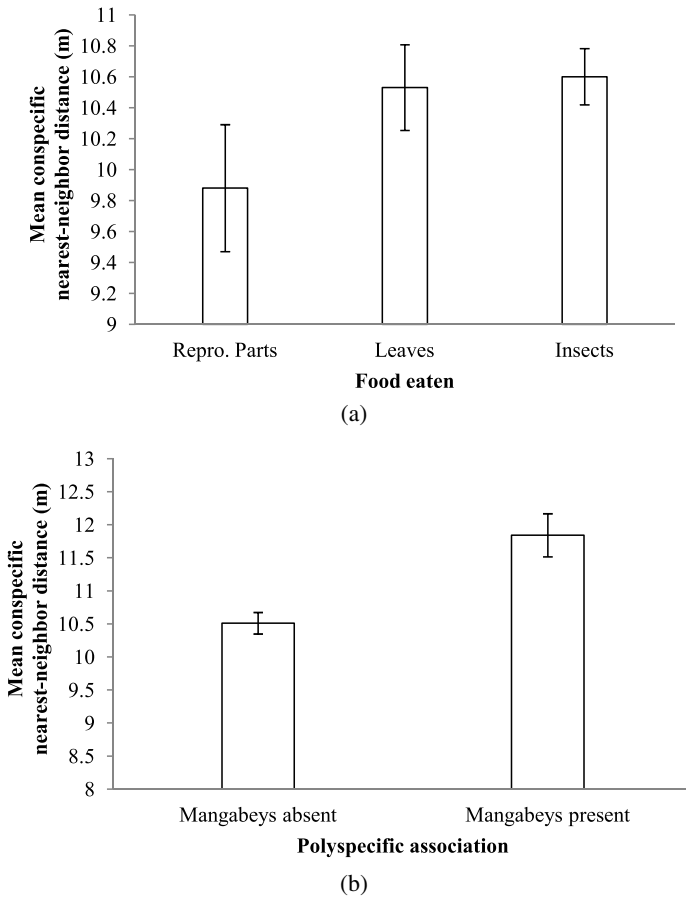 11
10.8
10.6
10.4
10.2
10
9.8
9.6
9.4
9.2
9
Mean conspecific
nearest-neighbor distance (m)
Repro. Parts Leaves Insects
Food eaten
(a)
13
12.5
12
11.5
11
10.5
10
9.5
9
8.5
8
Mean conspecific
nearest-neighbor distance (m)
Mangabeys absent Mangabeys present
Polyspecific association
(b)